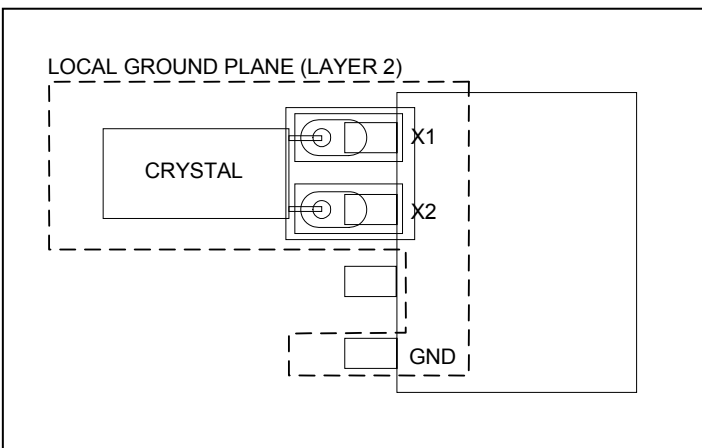 LOCAL GROUND PLANE (LAYER 2)
X1
CRYSTAL
X2
GND